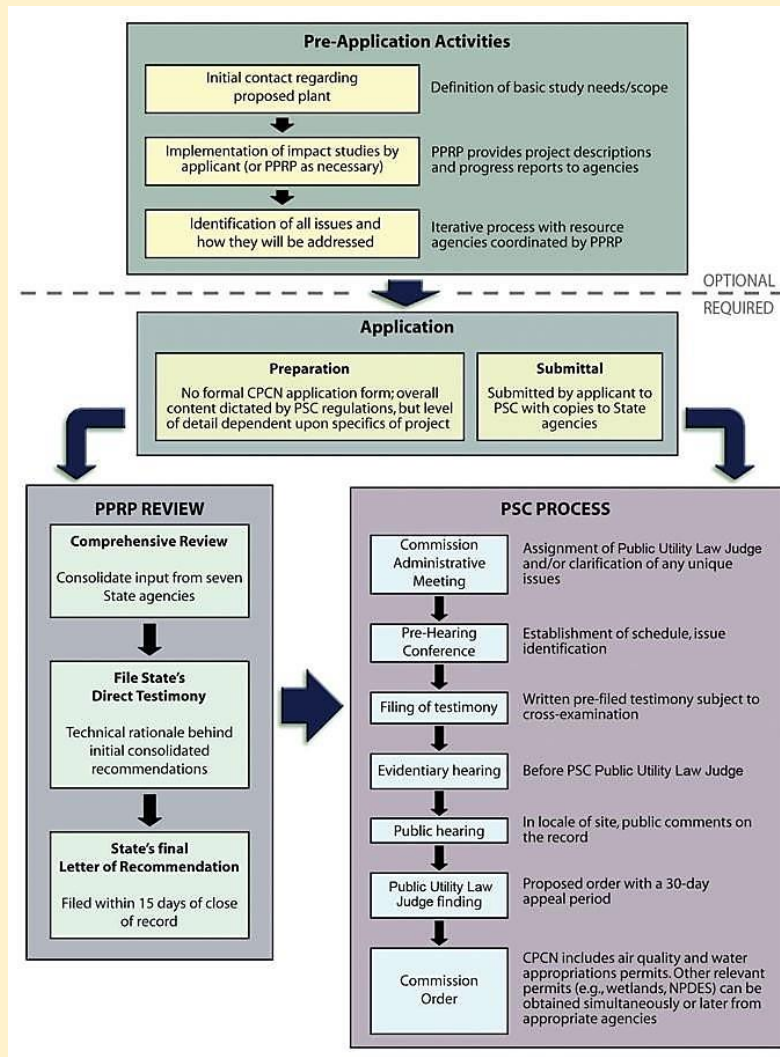 Pre-Application Activities
Initial contact regarding
proposed plant
Definition of basic study needs/scope
Implementation of impact studies by
applicant (or PPRP as necessary)
PPRP provides project descriptions
and progress reports to agencies
Identification of all issues and
how they will be addressed
Iterative process with resource
agencies coordinated by PPRP
OPTIONAL
REQUIRED
Application
Preparation
No formal CPCN application form; overall
content dictated by PSC regulations, but level
of detail dependent upon specifics of project
Submittal
Submitted by applicant to
PSC with copies to State
agencies
PPRP REVIEW
Comprehensive Review
Consolidate input from seven
State agencies
File State's
Direct Testimony
Technical rationale behind
initial consolidated
recommendations
State's final
Letter of Recommendation
Filed within 15 days of close
of record
PSC PROCESS
Commission
Administrative
Meeting
Assignment of Public Utility Law Judge
and/or clarification of any unique
issues
Pre-Hearing
Conference
Establishment of schedule, issue
identification
Filing of testimony
Written pre-filed testimony subject to
cross-examination
Evidentiary hearing
Before PSC Public Utility Law Judge
Public hearing
In locale of site, public comments on
the record
Public Utility Law
Judge finding
Proposed order with a 30-day
appeal period
Commission
Order
CPCN includes air quality and water
appropriations permits. Other relevant
permits (e.g., wetlands, NPDES) can be
obtained simultaneously or later from
appropriate agencies